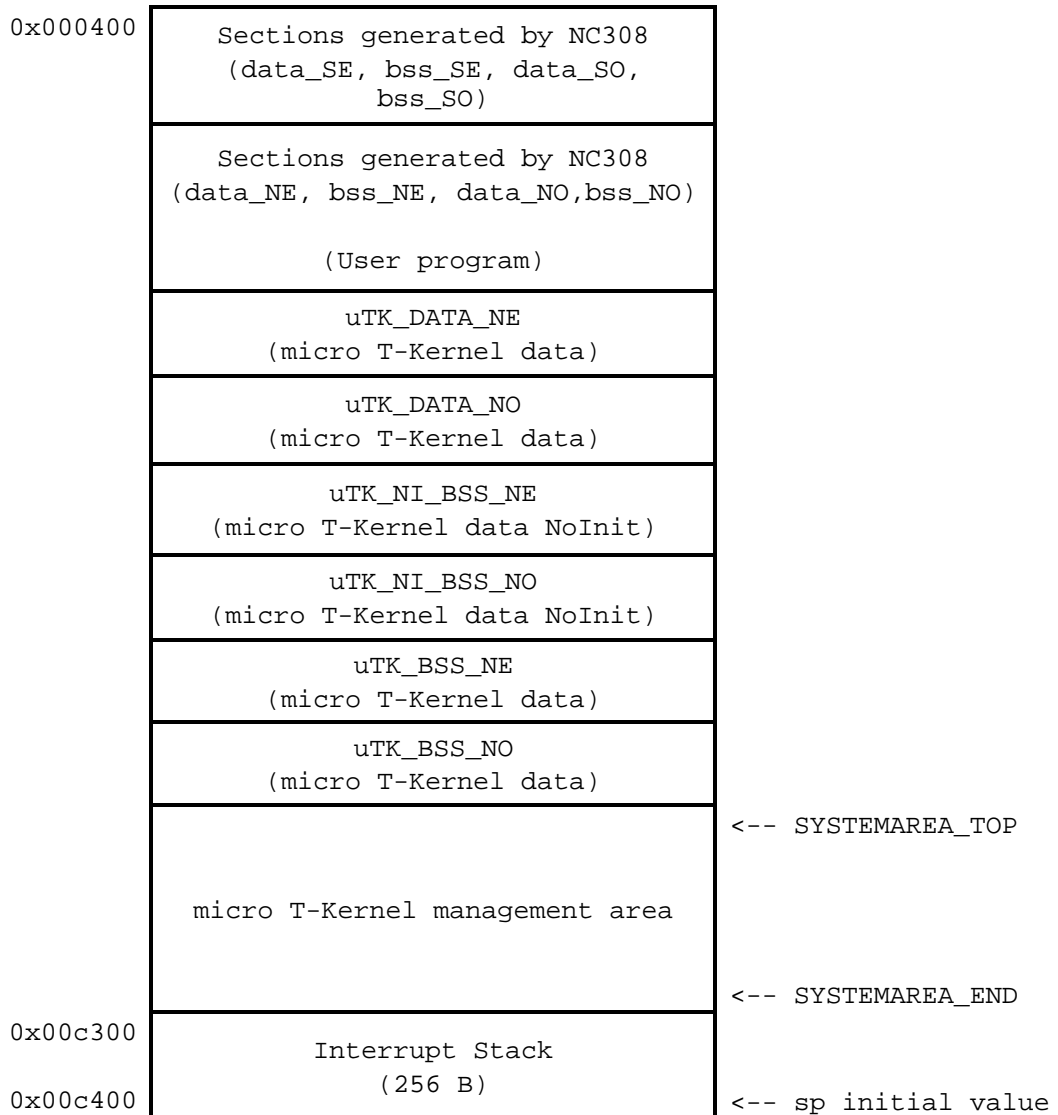 0x000400
Sections generated by NC308
(data_SE, bss_SE, data_SO,
bss_SO)
Sections generated by NC308
(data_NE, bss_NE, data_NO,bss_NO)
(User program)
uTK_DATA_NE
(micro T-Kernel data)
uTK_DATA_NO
(micro T-Kernel data)
uTK_NI_BSS_NE
(micro T-Kernel data NoInit)
uTK_NI_BSS_NO
(micro T-Kernel data NoInit)
uTK_BSS_NE
(micro T-Kernel data)
uTK_BSS_NO
(micro T-Kernel data)
<-- SYSTEMAREA_TOP
micro T-Kernel management area
<-- SYSTEMAREA_END
0x00c300
Interrupt Stack
(256 B)
0x00c400
<-- sp initial value